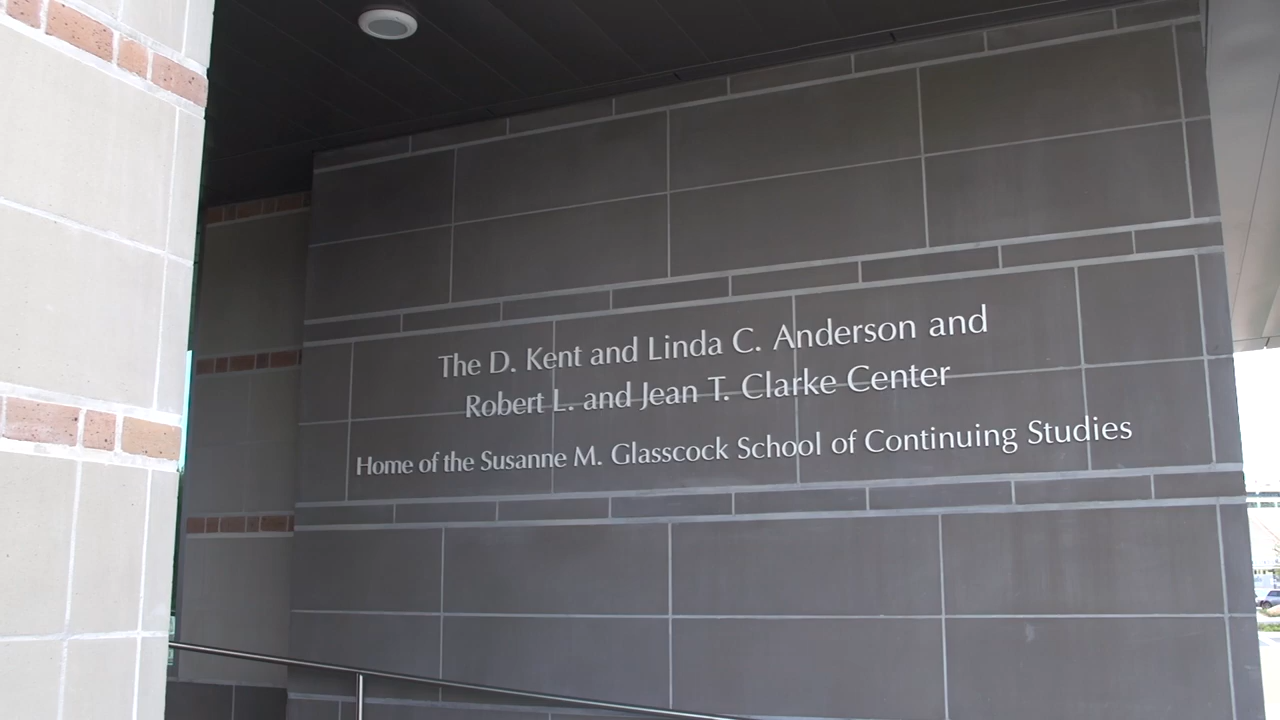 The D. Kent and Linda C. Anderson and
Robert L. and Jean T. Clarke Center
Home of the Susanne M. Glasscock School of Continuing Studies